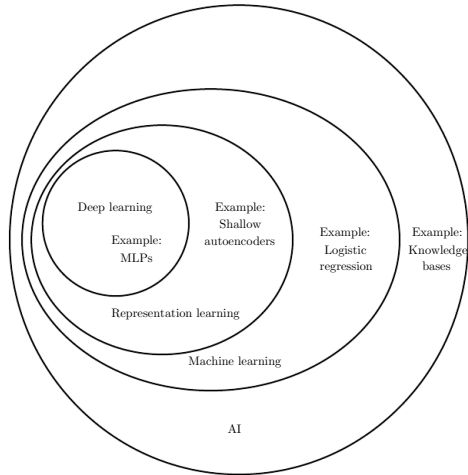 Deep learning
Example:
MLPs
Example:
Shallow
autoencoders
Example:
Logistic
regression
Example:
Knowledge
bases
Representation learning
Machine learning
AI